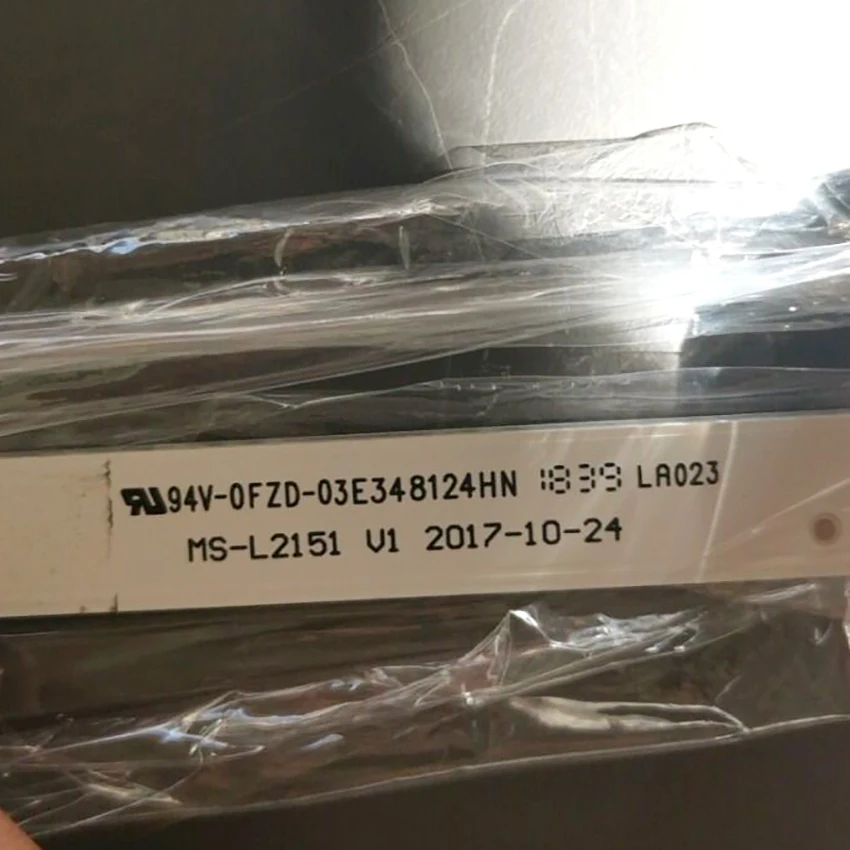 94V-0FZD-03E348124HN 1839 LA023
MS-L2151 V1 2017-10-24